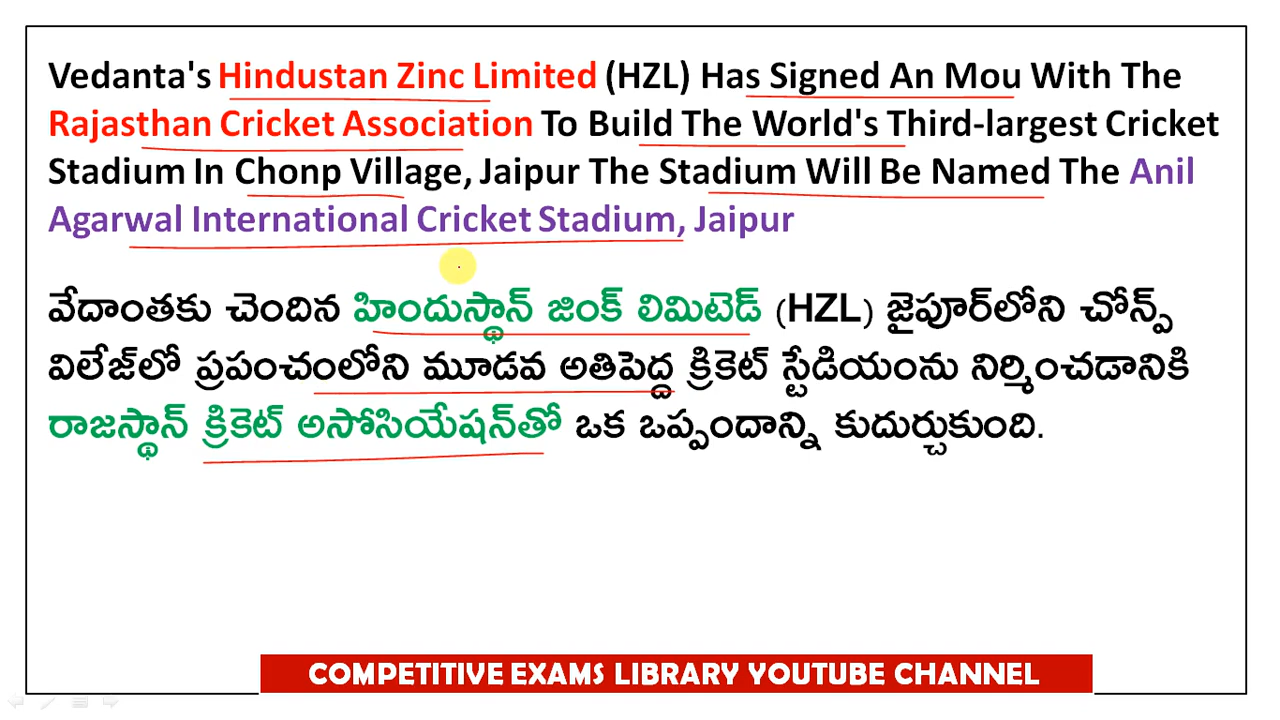 Vedanta's Hindustan Zinc Limited (HZL) Has Signed An Mou With The
Rajasthan Cricket Association To Build The World's Third-largest Cricket
Stadium In Chonp Village, Jaipur The Stadium Will Be Named The Anil
Agarwal International Cricket Stadium, Jaipur
వేదాంతకు చెందిన హిందుస్థాన్ జింక్ లిమిటెడ్ (HZL) జైపూర్‌లోని చోన్ప్
విలేజ్‌లో ప్రపంచంలోని మూడవ అతిపెద్ద క్రికెట్ స్టేడియంను నిర్మించడానికి
రాజస్థాన్ క్రికెట్ అసోసియేషన్‌తో ఒక ఒప్పందాన్ని కుదుర్చుకుంది.
COMPETITIVE EXAMS LIBRARY YOUTUBE CHANNEL